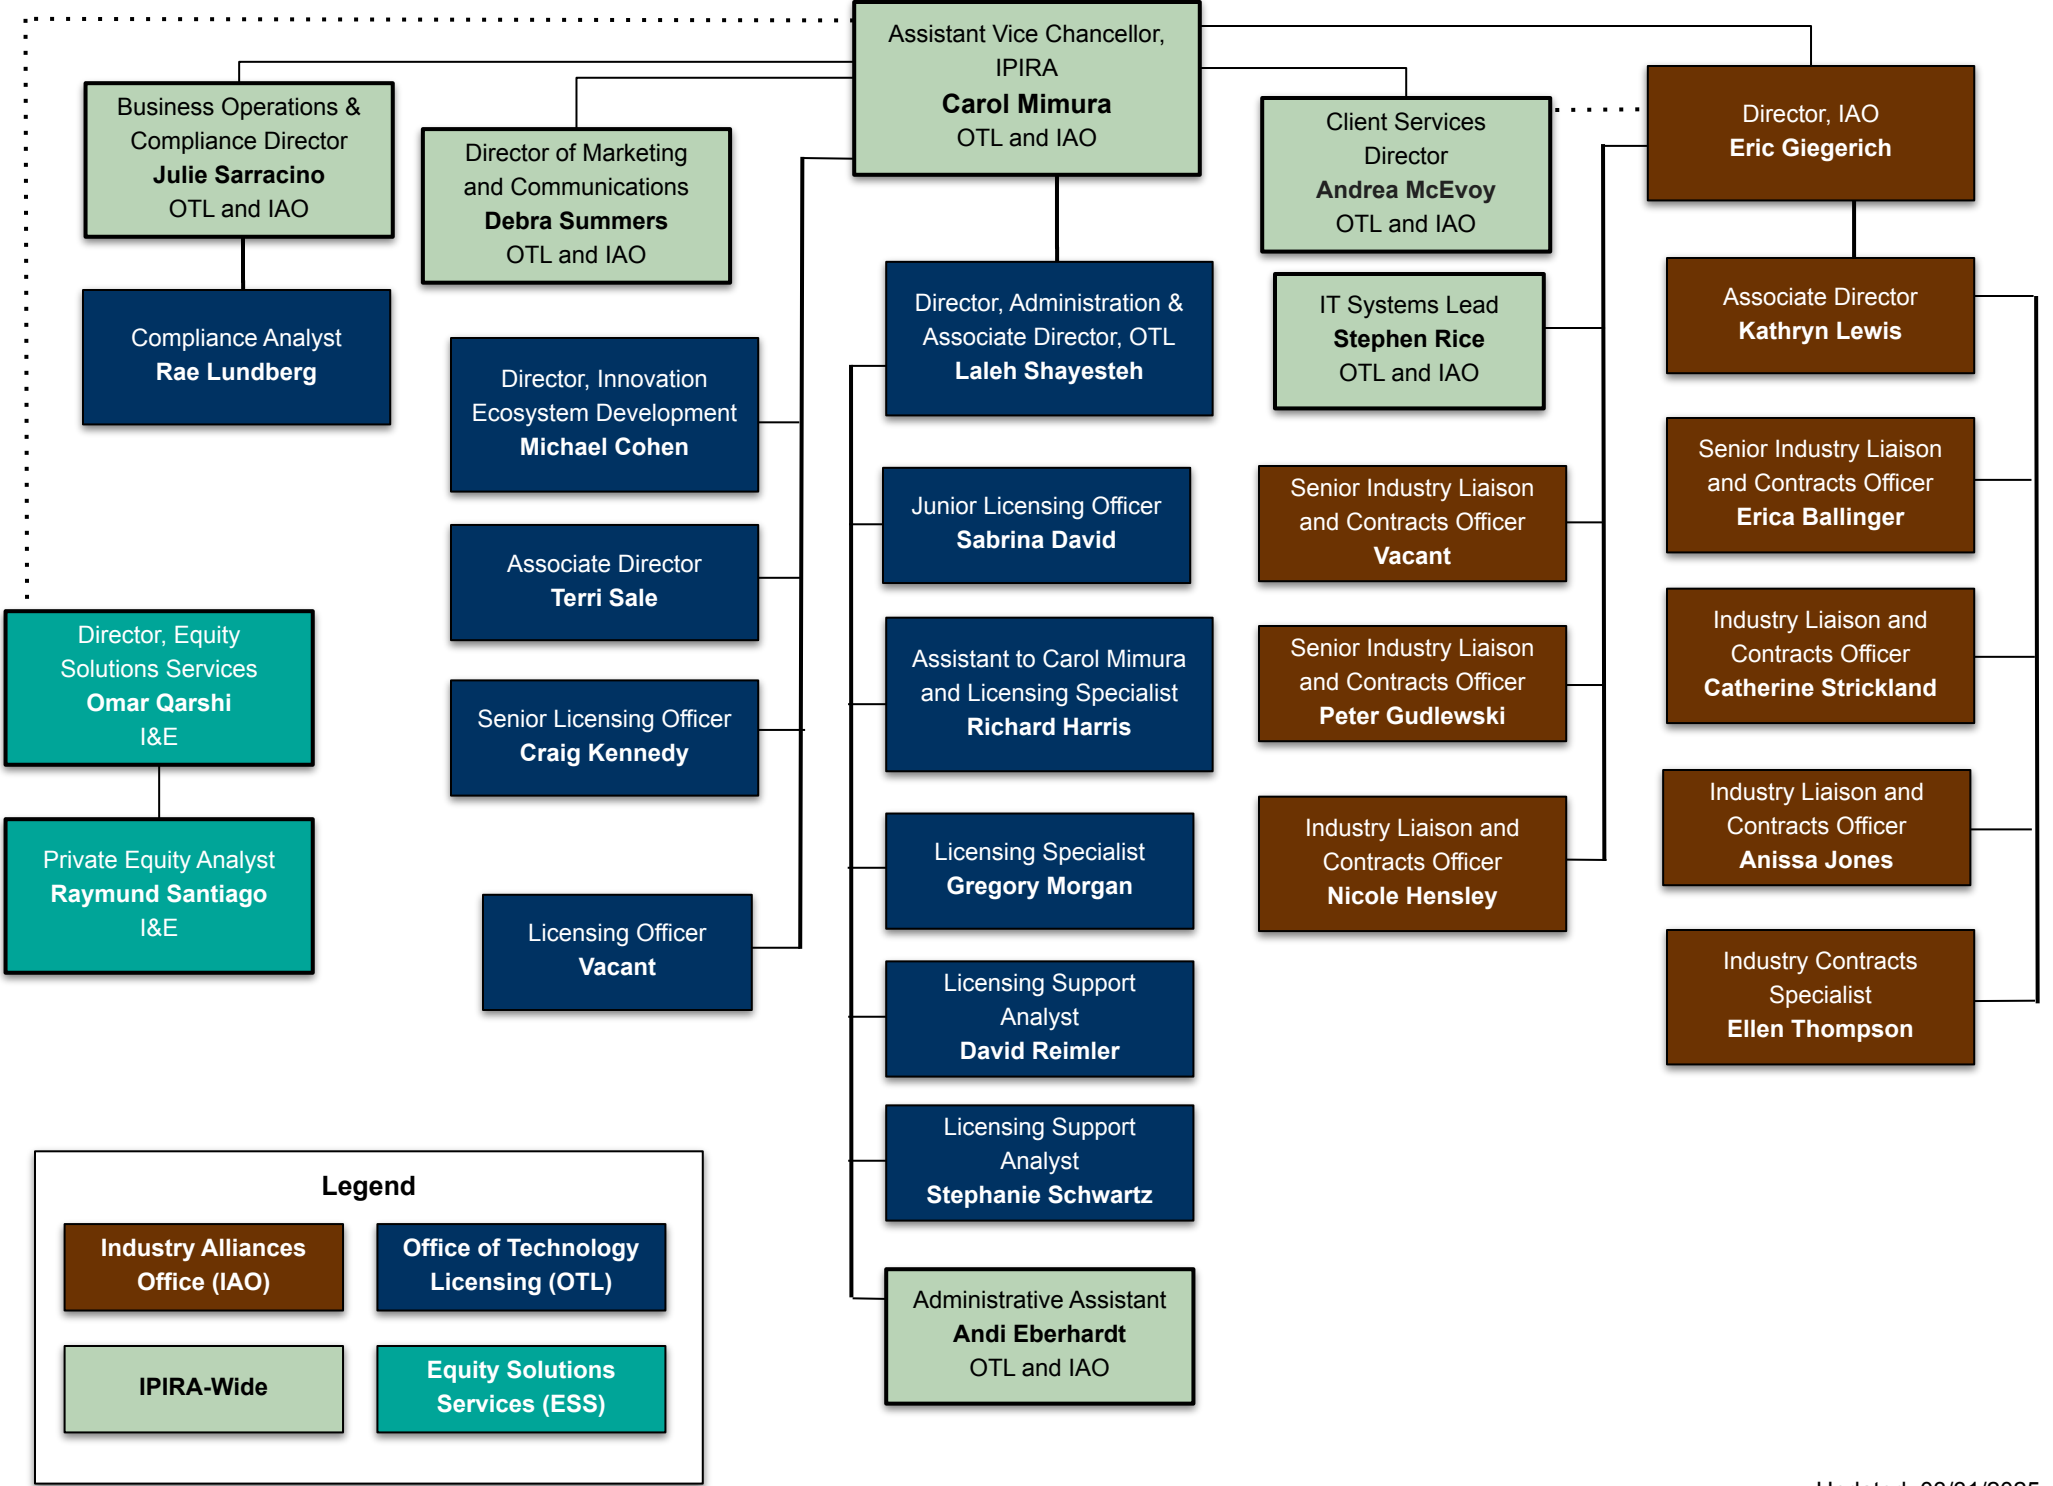 Assistant Vice Chancellor,
IPIRA
Carol Mimura
OTL and IAO
Business Operations &
Compliance Director
Julie Sarracino
OTL and IAO
Director of Marketing
and Communications
Debra Summers
OTL and IAO
Client Services
Director
Andrea McEvoy
OTL and IAO
Director, IAO
Eric Giegerich
Compliance Analyst
Rae Lundberg
Director, Innovation
Ecosystem Development
Michael Cohen
Associate Director
Terri Sale
Senior Licensing Officer
Craig Kennedy
Licensing Officer
Vacant
Director, Administration &
Associate Director, OTL
Laleh Shayesteh
Junior Licensing Officer
Sabrina David
Assistant to Carol Mimura
and Licensing Specialist
Richard Harris
Licensing Specialist
Gregory Morgan
Licensing Support
Analyst
David Reimler
Licensing Support
Analyst
Stephanie Schwartz
Administrative Assistant
Andi Eberhardt
OTL and IAO
IT Systems Lead
Stephen Rice
OTL and IAO
Senior Industry Liaison
and Contracts Officer
Vacant
Senior Industry Liaison
and Contracts Officer
Peter Gudlewski
Industry Liaison and
Contracts Officer
Nicole Hensley
Associate Director
Kathryn Lewis
Senior Industry Liaison
and Contracts Officer
Erica Ballinger
Industry Liaison and
Contracts Officer
Catherine Strickland
Industry Liaison and
Contracts Officer
Anissa Jones
Industry Contracts
Specialist
Ellen Thompson
Director, Equity
Solutions Services
Omar Qarshi
I&E
Private Equity Analyst
Raymund Santiago
I&E
Legend
Industry Alliances
Office (IAO)
Office of Technology
Licensing (OTL)
IPIRA-Wide
Equity Solutions
Services (ESS)